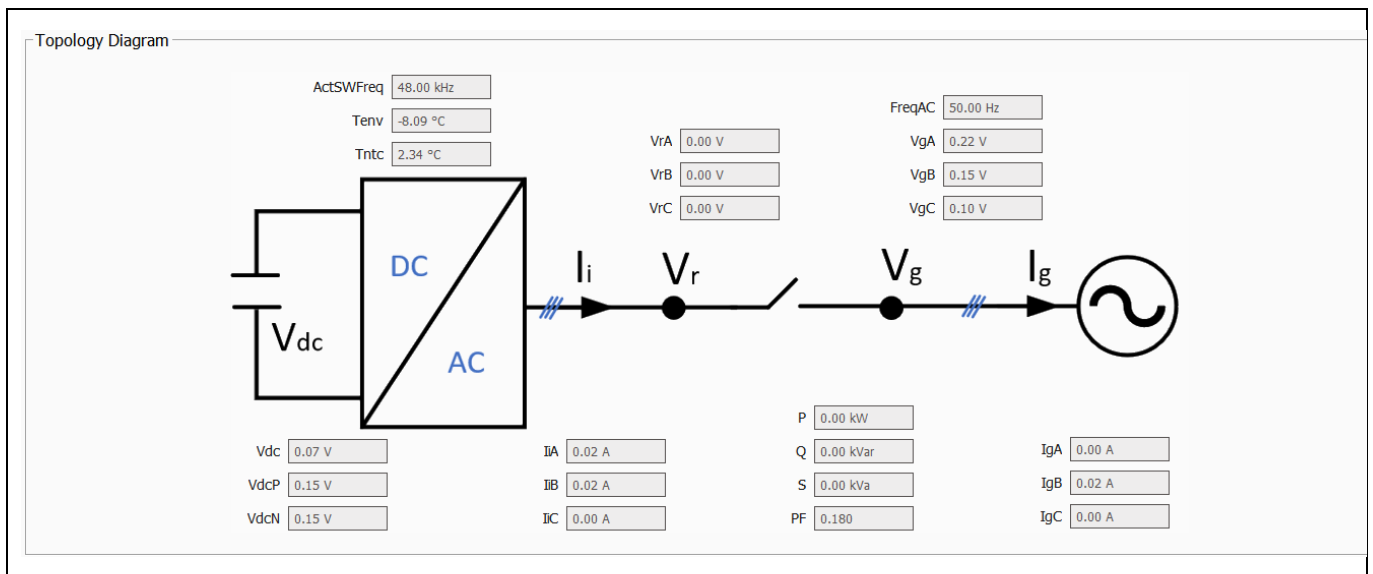 Topology Diagram
ActSWFreq 48.00 kHz
Tenv -8.09 °C
Tntc 2.34 °C
VrA 0.00 V
VrB 0.00 V
VrC 0.00 V
FreqAC 50.00 Hz
VgA 0.22 V
VgB 0.15 V
VgC 0.10 V
DC
AC
Vdc
Ii
Vr
Vg
Ig
Vdc 0.07 V
VdcP 0.15 V
VdcN 0.15 V
IiA 0.02 A
IiB 0.02 A
IiC 0.00 A
P 0.00 kW
Q 0.00 kVar
S 0.00 kVa
PF 0.180
IgA 0.00 A
IgB 0.02 A
IgC 0.00 A